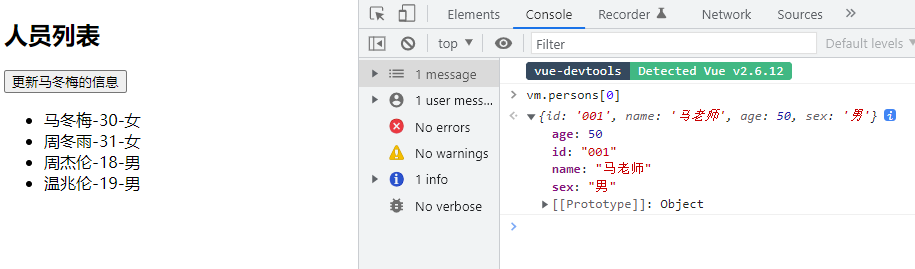 人员列表
更新马冬梅的信息
马冬梅-30-女
周冬雨-31-女
周杰伦-18-男
温兆伦-19-男
Elements Console Recorder Network Sources »
top Filter Default levels
1 message
1 user mess...
No errors
No warnings
1 info
No verbose
vue-devtools Detected Vue v2.6.12
vm.persons[0]
{id: '001', name: '马老师', age: 50, sex: '男'}
age: 50
id: "001"
name: "马老师"
sex: "男"
[[Prototype]]: Object